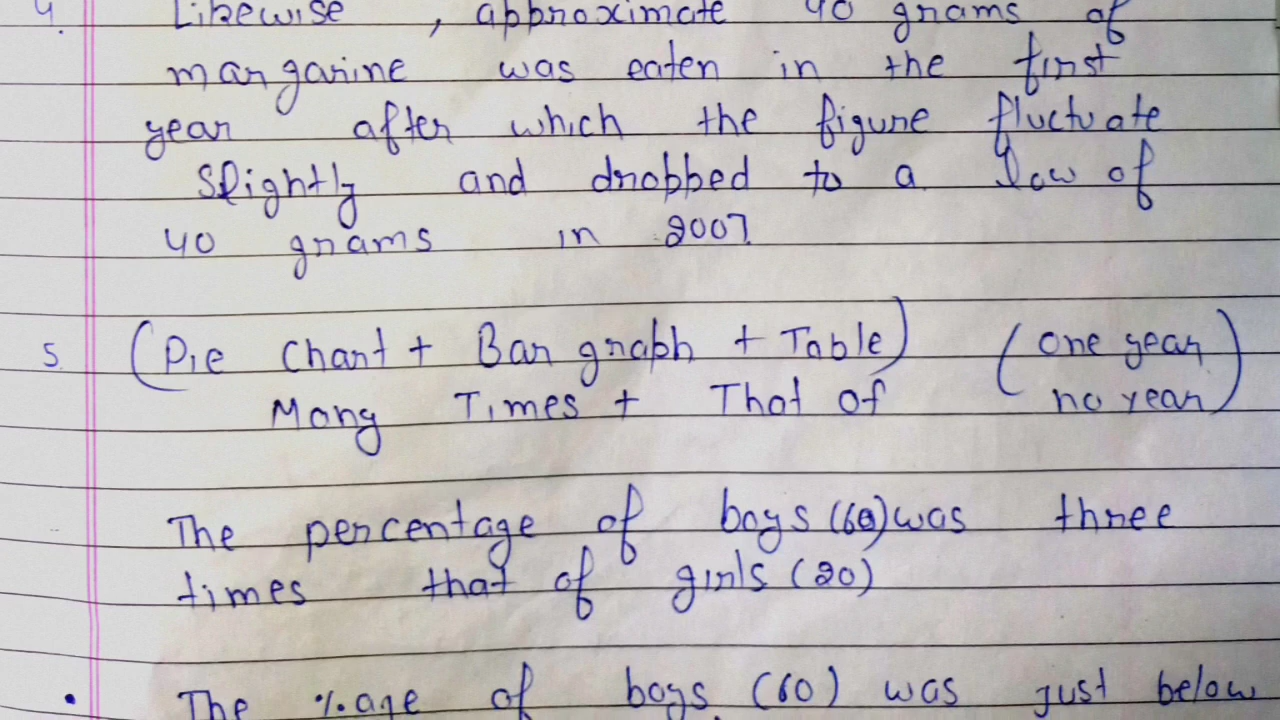 4. Likewise, approximate 40 grams of
margarine was eaten in the first
year after which the figure fluctuate
slightly and dropped to a low of
40 grams in 2007
5. (Pie Chart + Bar graph + Table) (one year,
Many Times + That of no year)
The percentage of boys (60) was three
times that of girls (20)
• The %age of boys (60) was just below